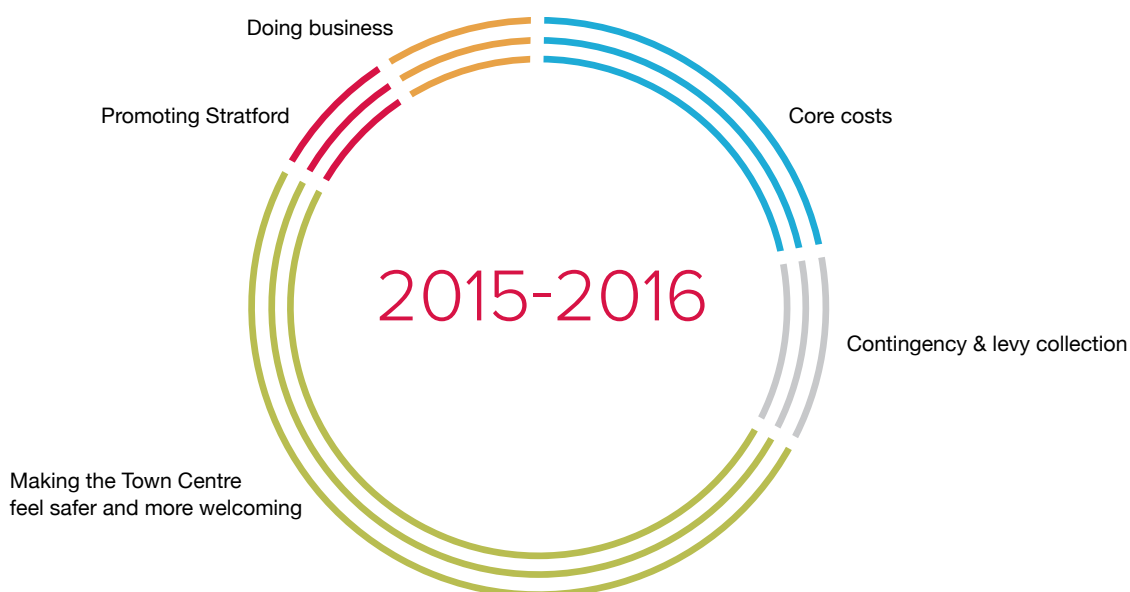 Doing business
Promoting Stratford
Core costs
2015-2016
Contingency & levy collection
Making the Town Centre
feel safer and more welcoming